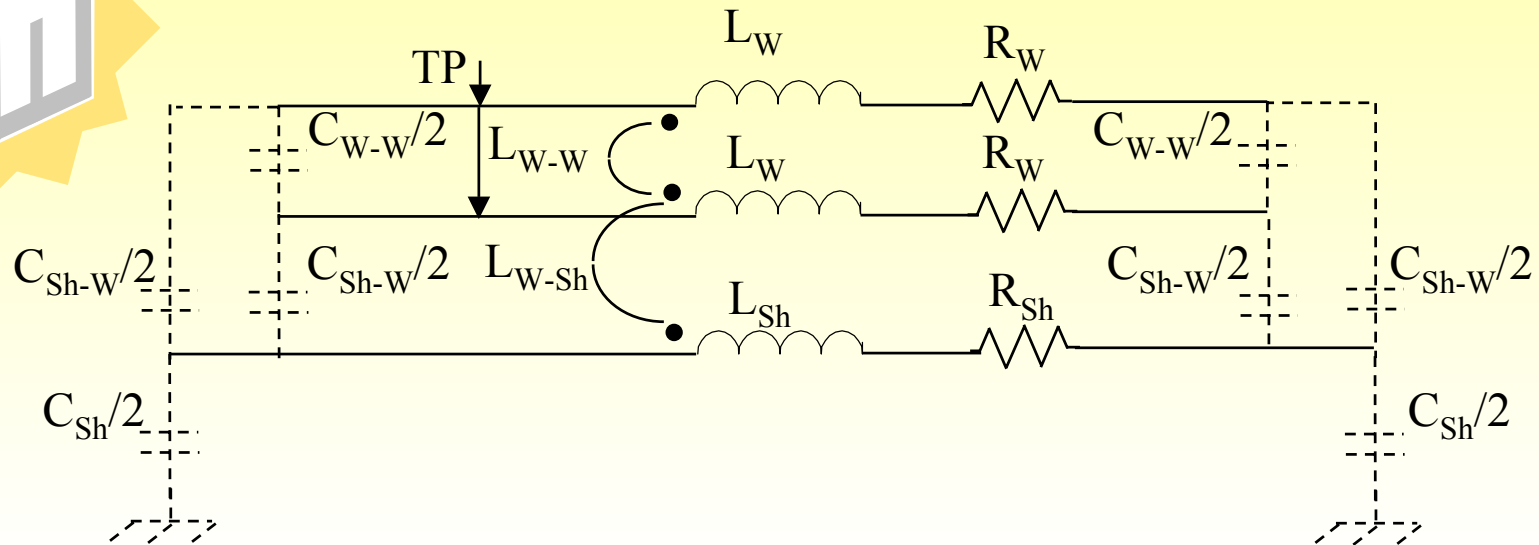 L_W
R_W
TP
C_W-W/2
L_W-W
L_W
R_W
C_W-W/2
C_Sh-W/2
C_Sh-W/2
L_W-Sh
L_Sh
R_Sh
C_Sh-W/2
C_Sh-W/2
C_Sh/2
C_Sh/2